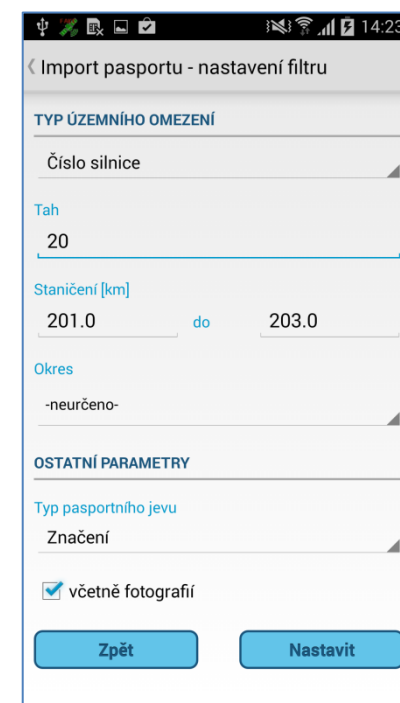 14:23
Import pasportu - nastavení filtru
TYP ÚZEMNÍHO OMEZENÍ
Číslo silnice
Tah
20
Staničení [km]
201.0 do 203.0
Okres
-neurčeno-
OSTATNÍ PARAMETRY
Typ pasportního jevu
Značení
včetně fotografií
Zpět Nastavit